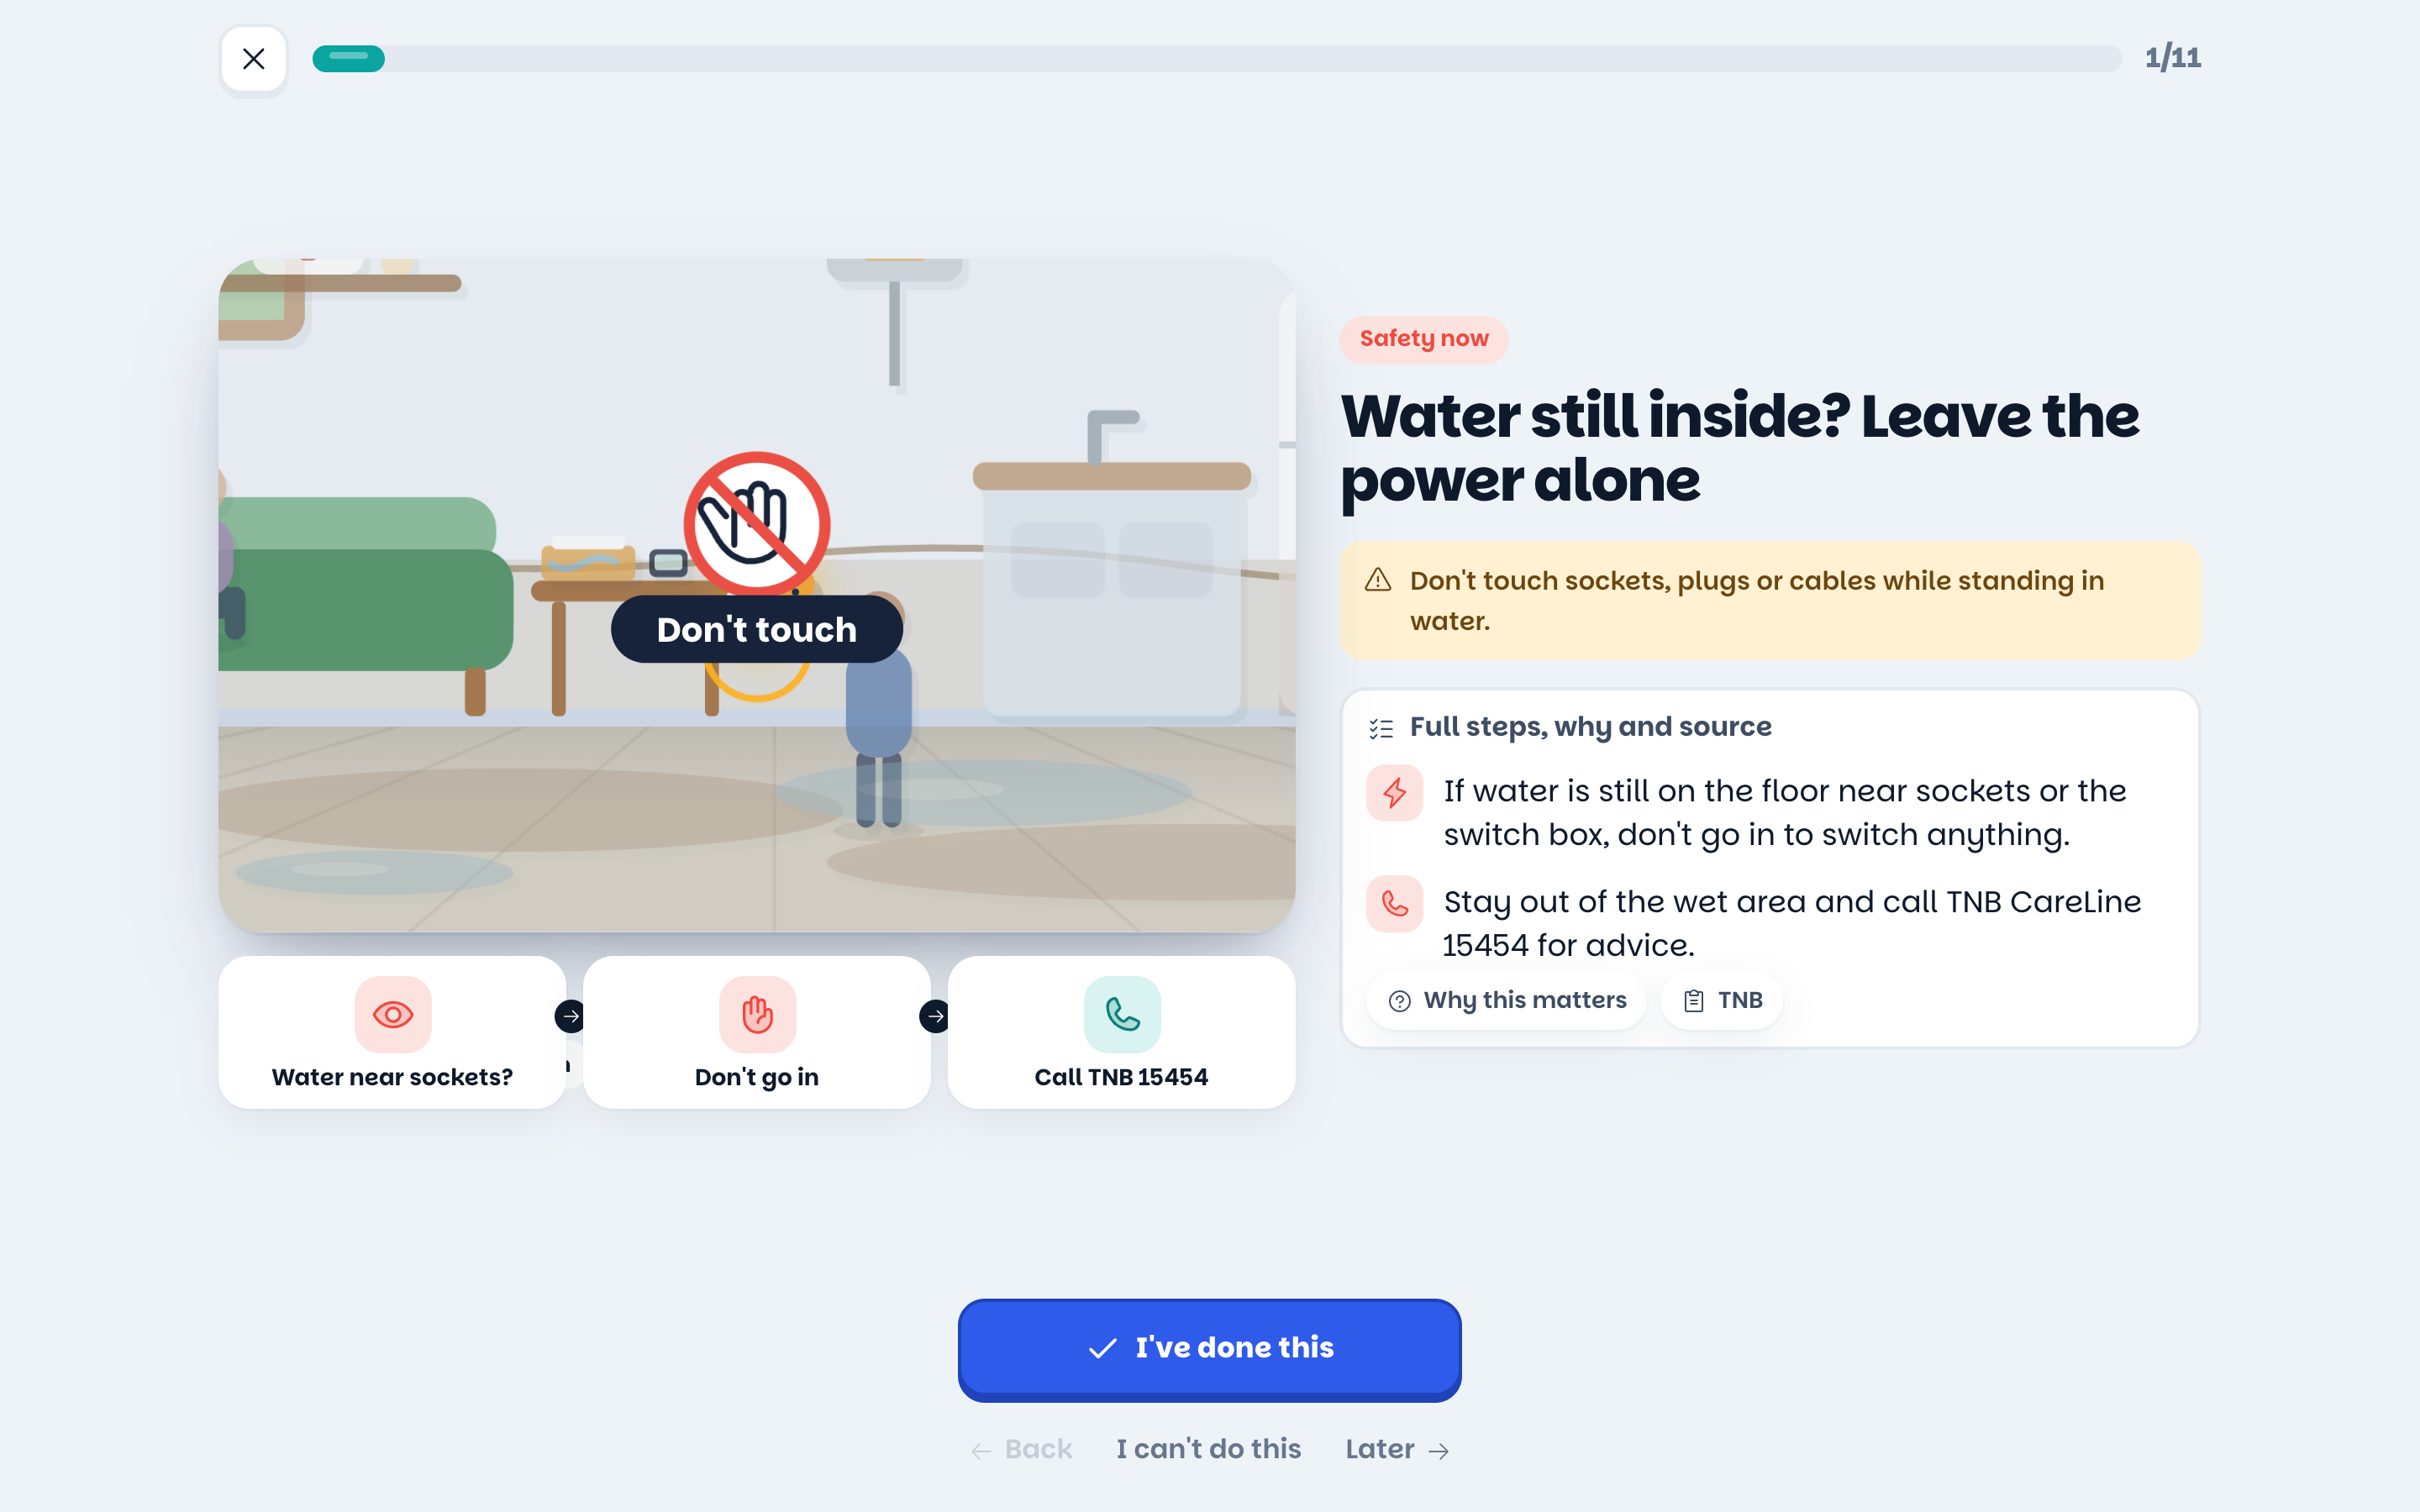 1/11
Don't touch
Water near sockets?
Don't go in
Call TNB 15454
Safety now
Water still inside? Leave the
power alone
Don't touch sockets, plugs or cables while standing in
water.
Full steps, why and source
If water is still on the floor near sockets or the
switch box, don't go in to switch anything.
Stay out of the wet area and call TNB CareLine
15454 for advice.
Why this matters
TNB
I've done this
Back
I can't do this
Later